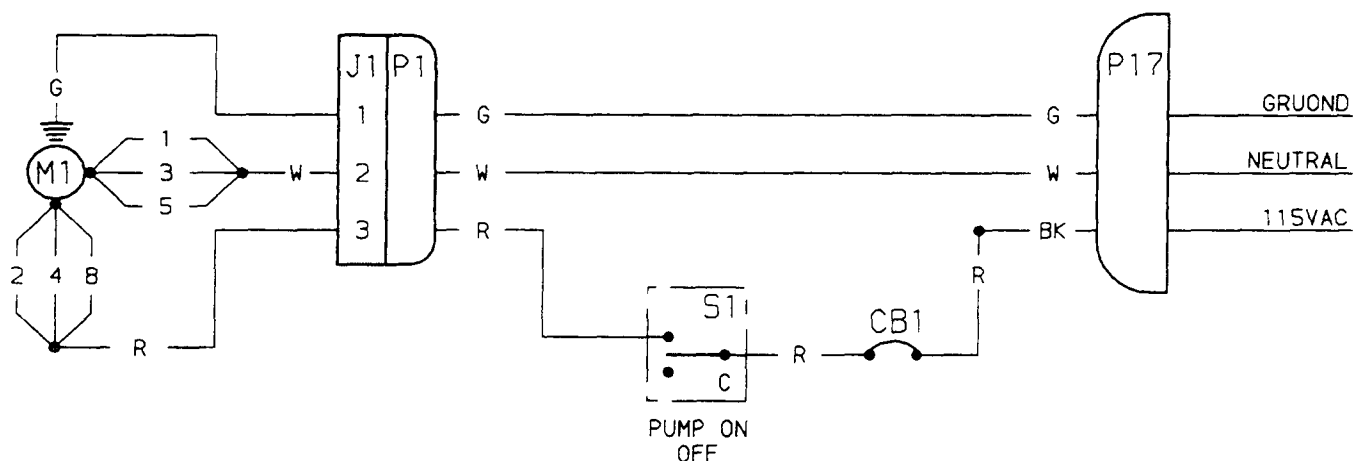 J1 P1
P17
G
1
G
G
GRUOND
M1
1
3
5
W
2
W
W
NEUTRAL
3
R
BK
115VAC
2 4 8
R
R
S1
C
R
CB1
R
PUMP ON
OFF